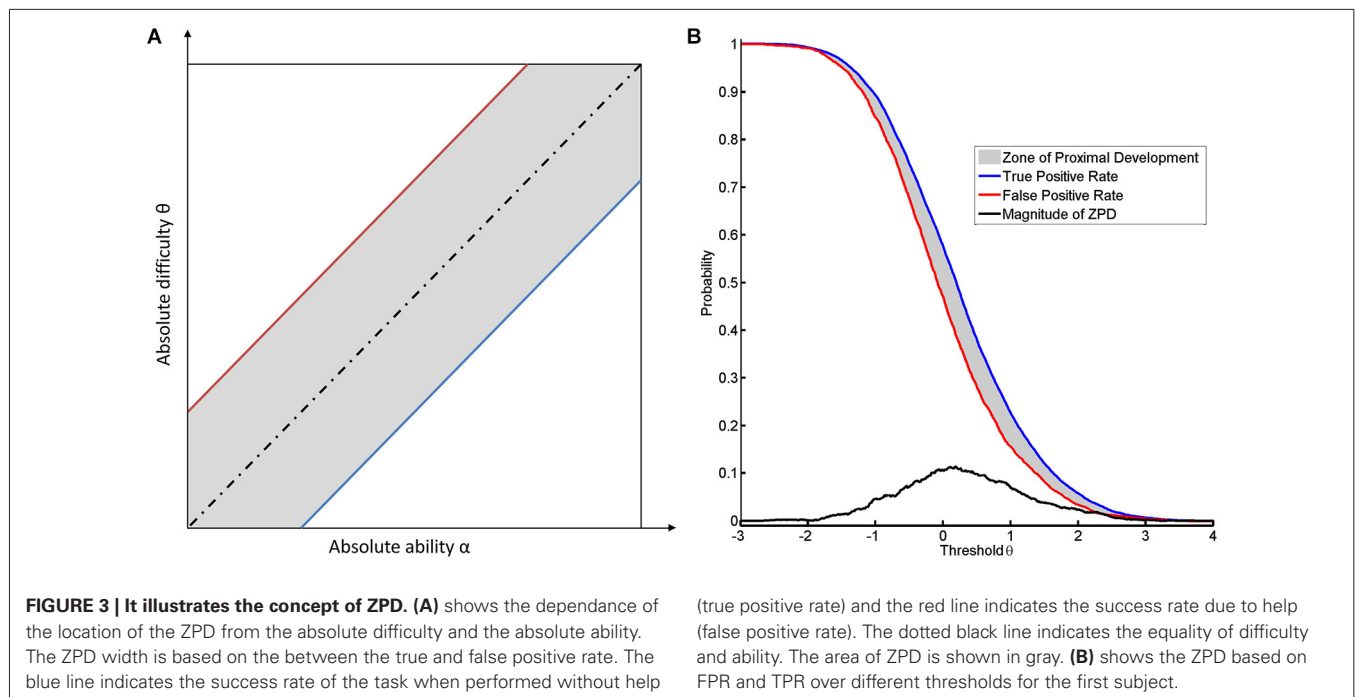 A
Absolute difficulty θ
Absolute ability α
B
1
0.9
0.8
0.7
0.6
0.5
0.4
0.3
0.2
0.1
0
Probability
-3 -2 -1 0 1 2 3 4
Threshold θ
Zone of Proximal Development
True Positive Rate
False Positive Rate
Magnitude of ZPD
FIGURE 3 | It illustrates the concept of ZPD. (A) shows the dependance of
the location of the ZPD from the absolute difficulty and the absolute ability.
The ZPD width is based on the between the true and false positive rate. The
blue line indicates the success rate of the task when performed without help
(true positive rate) and the red line indicates the success rate due to help
(false positive rate). The dotted black line indicates the equality of difficulty
and ability. The area of ZPD is shown in gray. (B) shows the ZPD based on
FPR and TPR over different thresholds for the first subject.